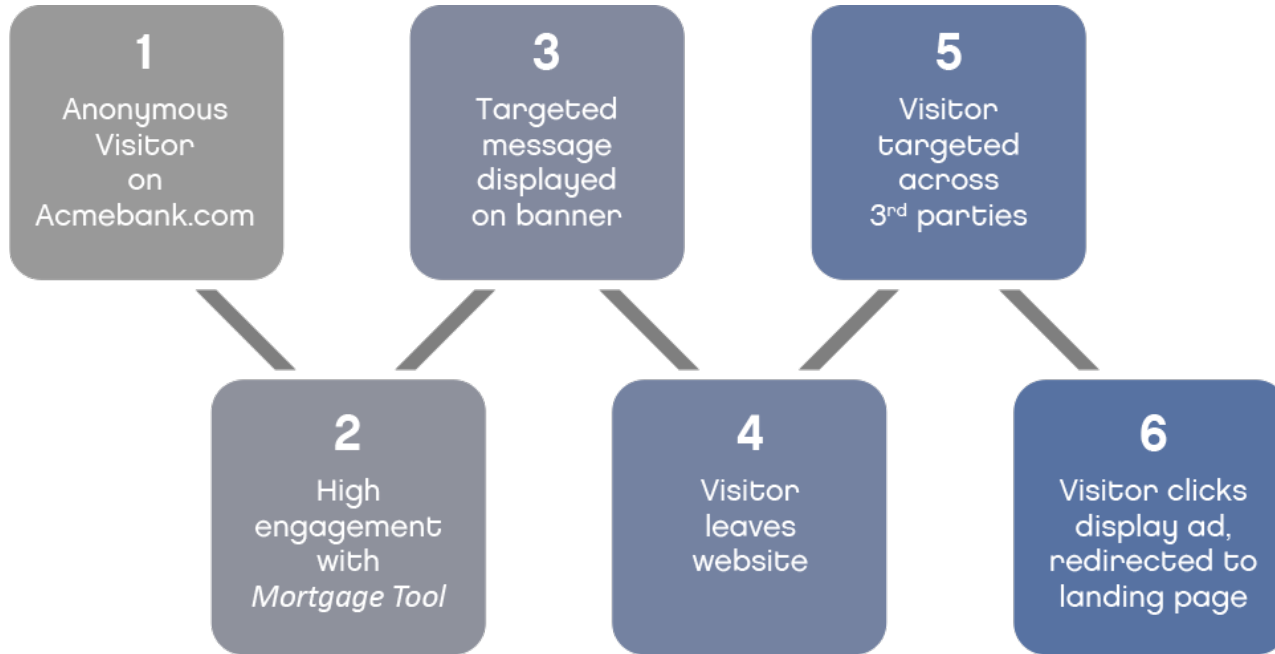 1
Anonymous
Visitor
on
Acmebank.com
2
High
engagement
with
Mortgage Tool
3
Targeted
message
displayed
on banner
4
Visitor
leaves
website
5
Visitor
targeted
across
3rd parties
6
Visitor clicks
display ad,
redirected to
landing page